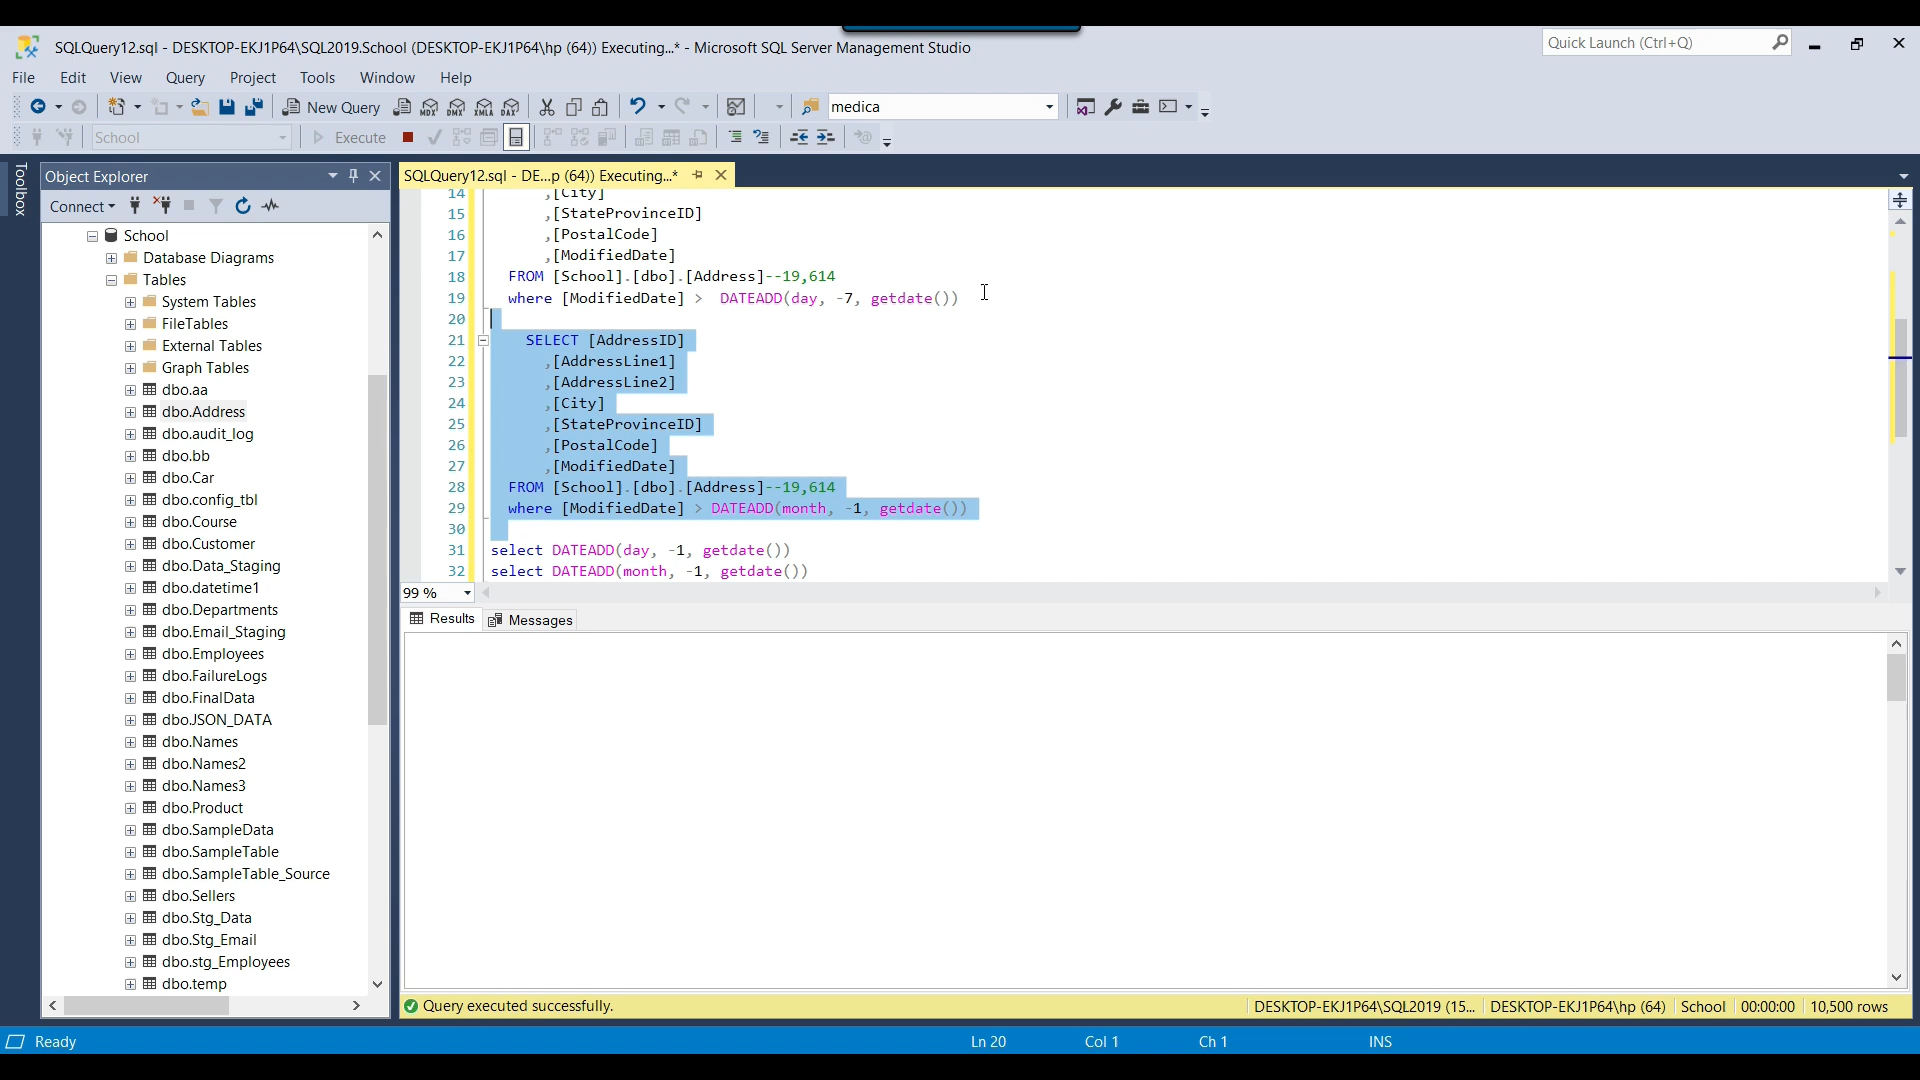 SQLQuery12.sql - DESKTOP-EKJ1P64\SQL2019.School (DESKTOP-EKJ1P64\hp (64)) Executing...* - Microsoft SQL Server Management Studio
Quick Launch (Ctrl+Q)
File Edit View Query Project Tools Window Help
New Query MDX DMX XMLA DAX medica
School Execute
Toolbox
Object Explorer
Connect
School
Database Diagrams
Tables
System Tables
FileTables
External Tables
Graph Tables
dbo.aa
dbo.Address
dbo.audit_log
dbo.bb
dbo.Car
dbo.config_tbl
dbo.Course
dbo.Customer
dbo.Data_Staging
dbo.datetime1
dbo.Departments
dbo.Email_Staging
dbo.Employees
dbo.FailureLogs
dbo.FinalData
dbo.JSON_DATA
dbo.Names
dbo.Names2
dbo.Names3
dbo.Product
dbo.SampleData
dbo.SampleTable
dbo.SampleTable_Source
dbo.Sellers
dbo.Stg_Data
dbo.Stg_Email
dbo.stg_Employees
dbo.temp
SQLQuery12.sql - DE...p (64)) Executing...*
14 ,[City]
15 ,[StateProvinceID]
16 ,[PostalCode]
17 ,[ModifiedDate]
18 FROM [School].[dbo].[Address]--19,614
19 where [ModifiedDate] > DATEADD(day, -7, getdate())
20
21 SELECT [AddressID]
22 ,[AddressLine1]
23 ,[AddressLine2]
24 ,[City]
25 ,[StateProvinceID]
26 ,[PostalCode]
27 ,[ModifiedDate]
28 FROM [School].[dbo].[Address]--19,614
29 where [ModifiedDate] > DATEADD(month, -1, getdate())
30
31 select DATEADD(day, -1, getdate())
32 select DATEADD(month, -1, getdate())
99 %
Results Messages
Query executed successfully. DESKTOP-EKJ1P64\SQL2019 (15... DESKTOP-EKJ1P64\hp (64) School 00:00:00 10,500 rows
Ready Ln 20 Col 1 Ch 1 INS